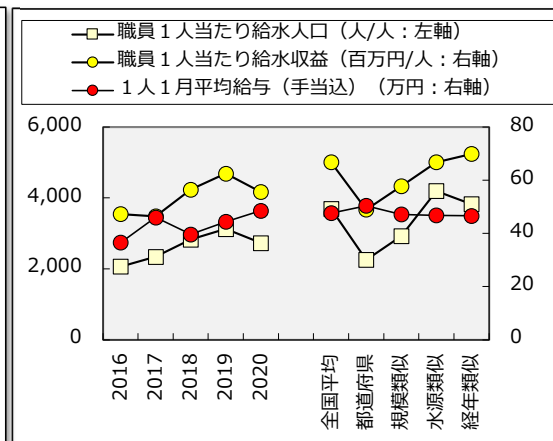 職員１人当たり給水人口（人/人：左軸）
職員１人当たり給水収益（百万円/人：右軸）
１人１月平均給与（手当込）（万円：右軸）
6,000
4,000
2,000
0
80
60
40
20
0
2016
2017
2018
2019
2020
全国平均
都道府県
規模類似
水源類似
経年類似